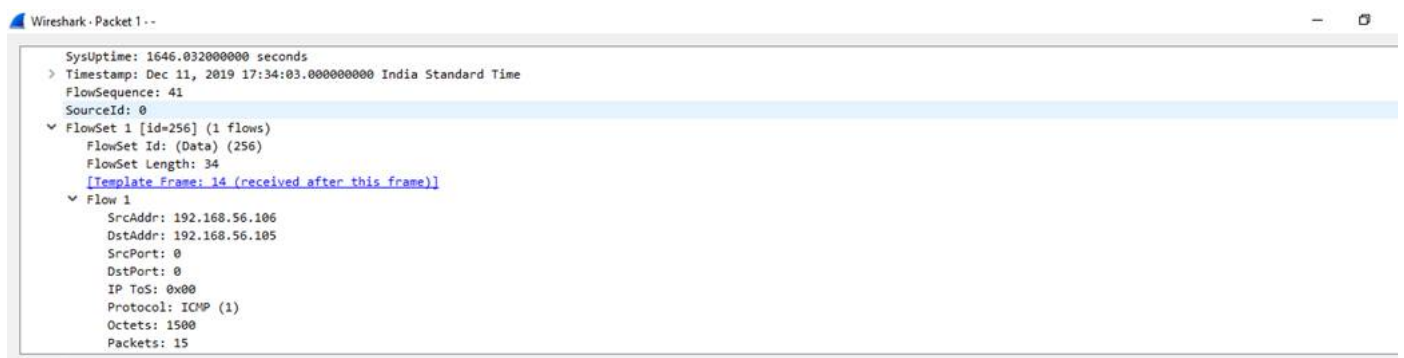 Wireshark · Packet 1 · -
SysUptime: 1646.032000000 seconds
Timestamp: Dec 11, 2019 17:34:03.000000000 India Standard Time
FlowSequence: 41
SourceId: 0
FlowSet 1 [id=256] (1 flows)
FlowSet Id: (Data) (256)
FlowSet Length: 34
[Template Frame: 14 (received after this frame)]
Flow 1
SrcAddr: 192.168.56.106
DstAddr: 192.168.56.105
SrcPort: 0
DstPort: 0
IP ToS: 0x00
Protocol: ICMP (1)
Octets: 1500
Packets: 15